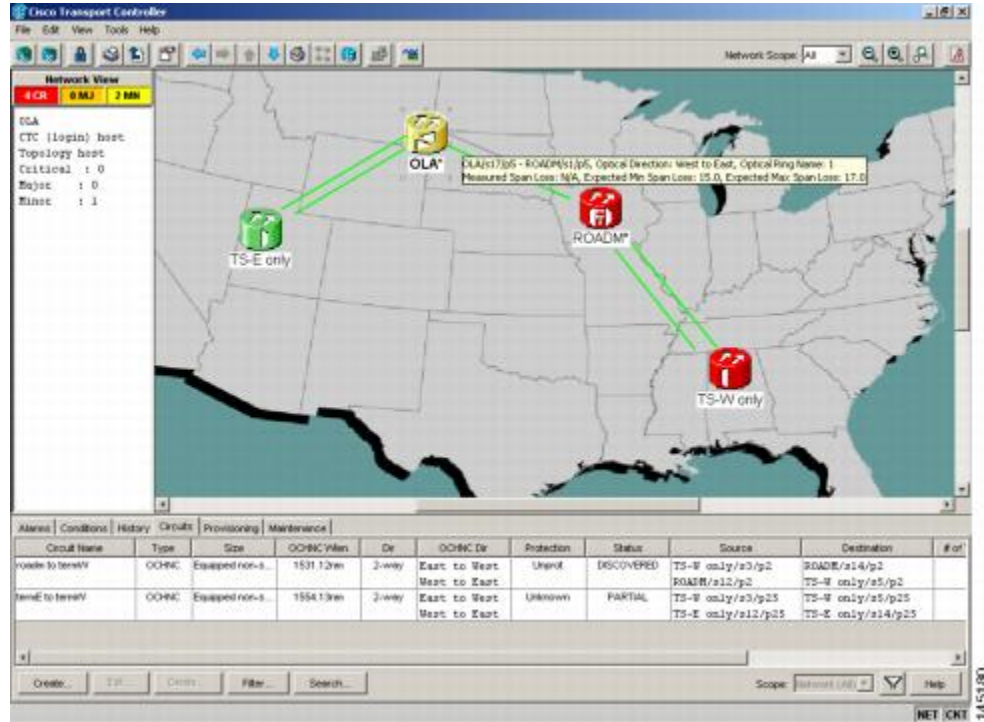 Cisco Transport Controller
File Edit View Tools Help
Network Scope: All
Network View
4 CR 0 MJ 2 MN
OLA
CTC (login) host
Topology host
Critical : 0
Major : 0
Minor : 1
OLA*
OLA/s17/p5 - ROADM/s1/p5, Optical Direction: West to East, Optical Ring Name: 1
Measured Span Loss: N/A, Expected Min Span Loss: 15.0, Expected Max Span Loss: 17.0
ROADM*
TS-E only
TS-W only
Alarms Conditions History Circuits Provisioning Maintenance
Circuit Name Type Size OCHNC Wlen Dir OCHNC Dir Protection Status Source Destination # of
roadm to termW OCHNC Equipped non-s... 1531.12nm 2-way East to West Unprot DISCOVERED TS-W only/s3/p2 ROADM/s14/p2
West to East ROADM/s12/p2 TS-W only/s5/p2
termE to termW OCHNC Equipped non-s... 1554.13nm 2-way East to West Unknown PARTIAL TS-W only/s3/p25 TS-W only/s5/p25
West to East TS-E only/s12/p25 TS-E only/s14/p25
Create... Filter... Search... Scope: Network (All) Help
NET CKT
145180